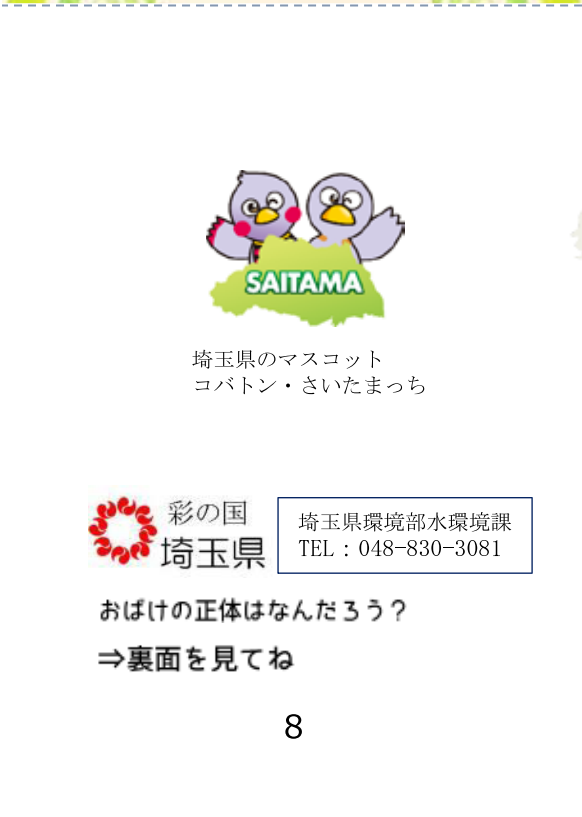 SAITAMA
埼玉県のマスコット
コバトン・さいたまっち
彩の国
埼玉県
埼玉県環境部水環境課
TEL：048-830-3081
おばけの正体はなんだろう？
⇒裏面を見てね
8